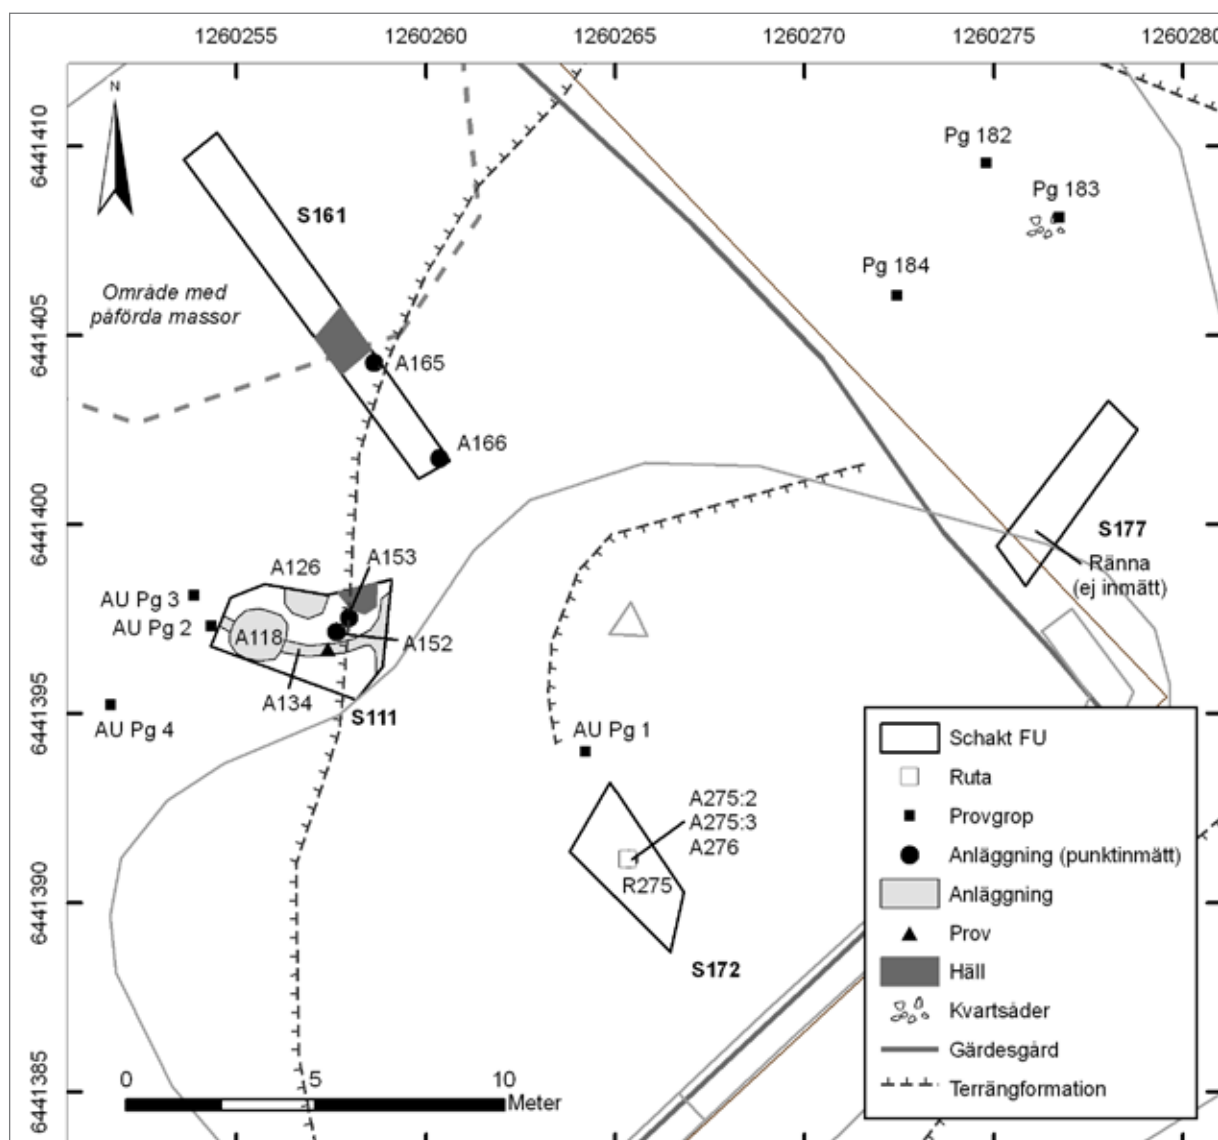 1260255 1260260 1260265 1260270 1260275 1260280
N
6441410
6441405
6441400
6441395
6441390
6441385
S161
Område med
påförda massor
A165
A166
Pg 182
Pg 183
Pg 184
S177
Ränna
(ej inmätt)
A153
A126
AU Pg 3
AU Pg 2
A118
A152
A134
S111
AU Pg 4
AU Pg 1
A275:2
A275:3
A276
R275
S172
Schakt FU
Ruta
Provgrop
Anläggning (punktinmätt)
Anläggning
Prov
Häll
Kvartsåder
Gärdesgård
Terrängformation
0 5 10
Meter